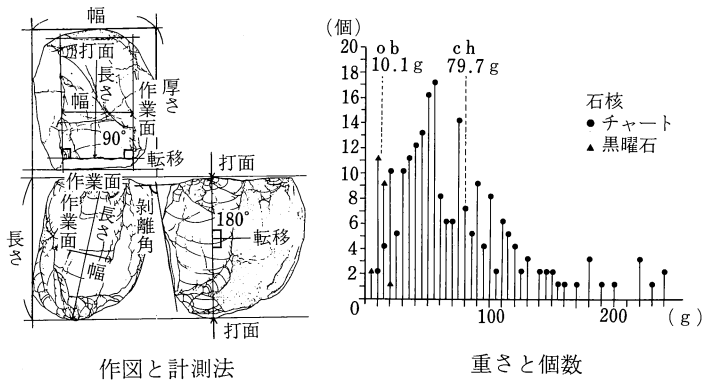 幅
打面
長さ
幅
作業面
厚さ
90°
転移
作業面
打面
長さ
作業面
長さ
幅
剥離角
180°
転移
打面
作図と計測法
(個)
20
18
16
14
12
10
8
6
4
2
0
ob
10.1g
ch
79.7g
石核
チャート
黒曜石
100
200
(g)
重さと個数